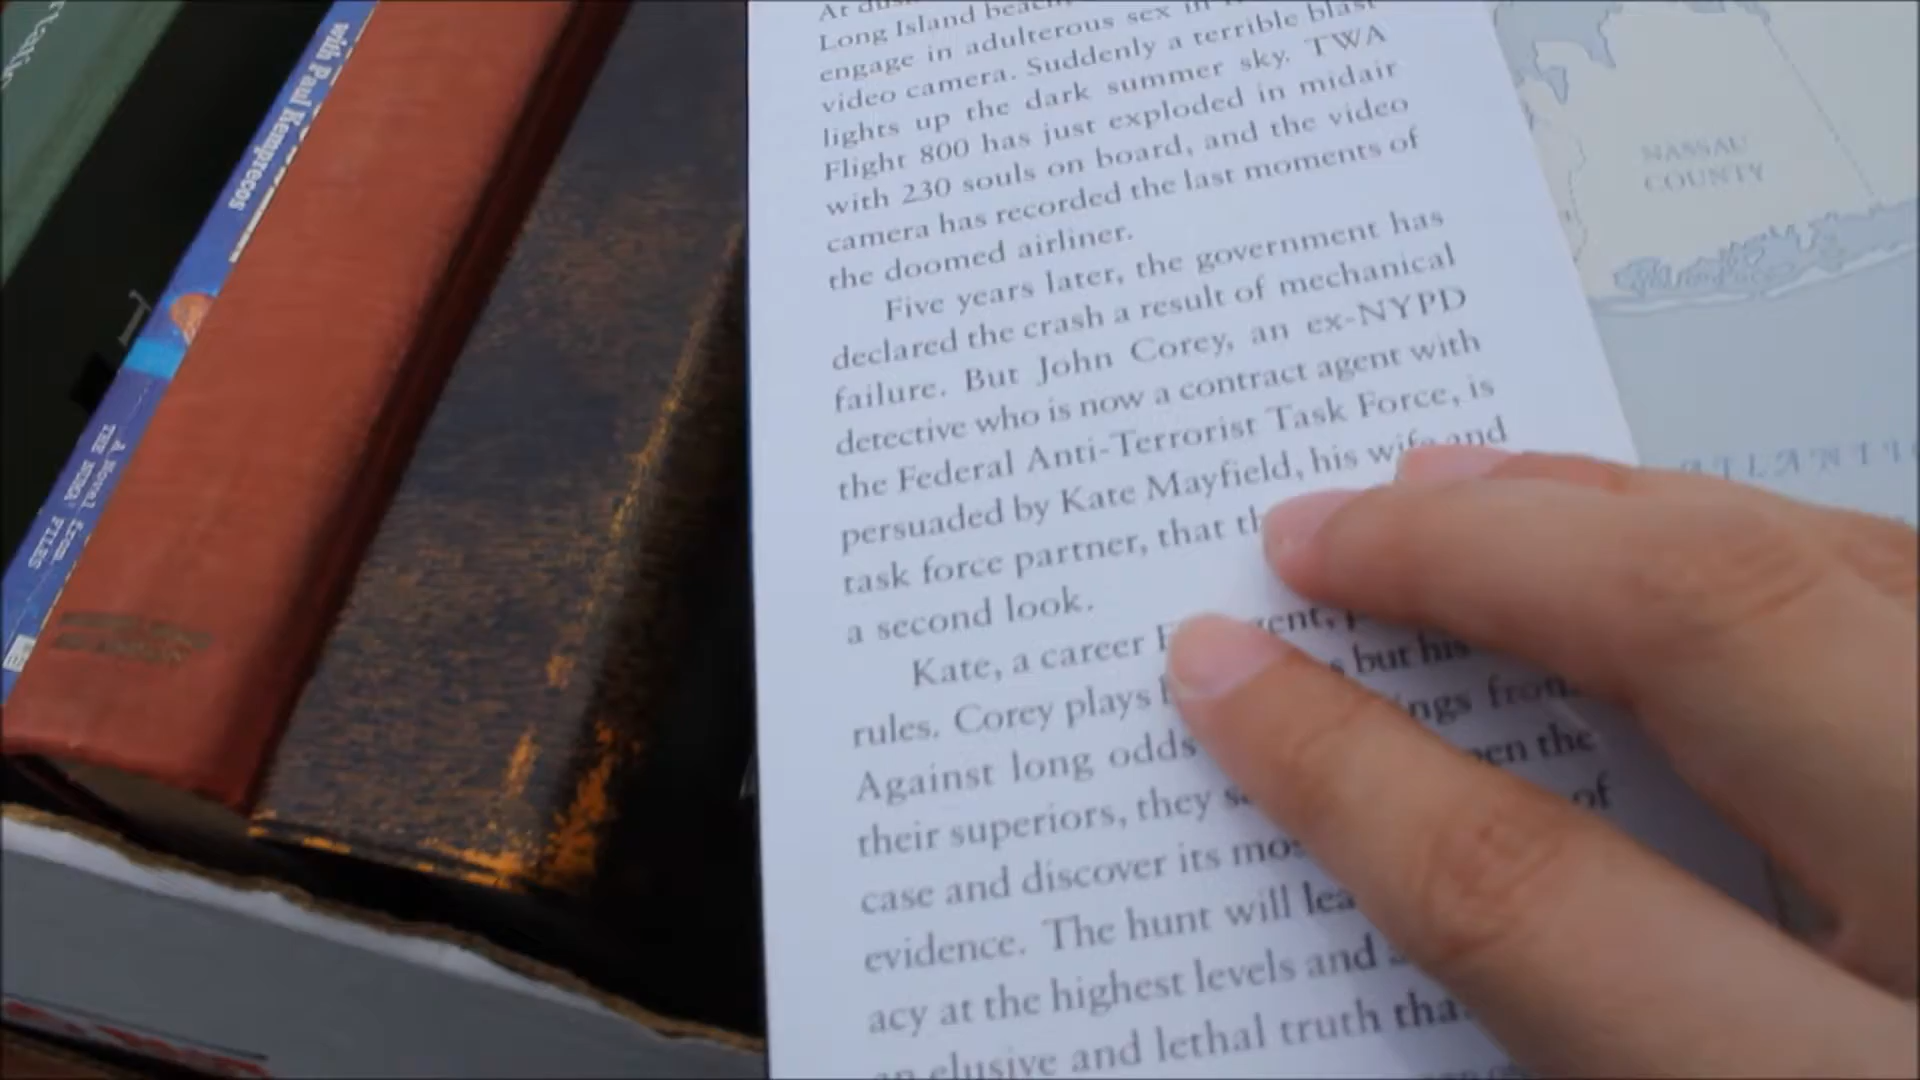 with Paul Kemprecos
A Novel from
THE NUMA FILES
Long Island
engage in adulterous sex in
video camera. Suddenly a terrible blast
lights up the dark summer sky. TWA
Flight 800 has just exploded in midair
with 230 souls on board, and the video
camera has recorded the last moments of
the doomed airliner.
Five years later, the government has
declared the crash a result of mechanical
failure. But John Corey, an ex-NYPD
detective who is now a contract agent with
the Federal Anti-Terrorist Task Force, is
persuaded by Kate Mayfield, his wife and
task force partner, that
a second look.
Kate, a career
rules. Corey plays but his
Against long odds
their superiors, they the
case and discover its of
evidence. The hunt will
acy at the highest levels and
elusive and lethal truth
NASSAU
COUNTY